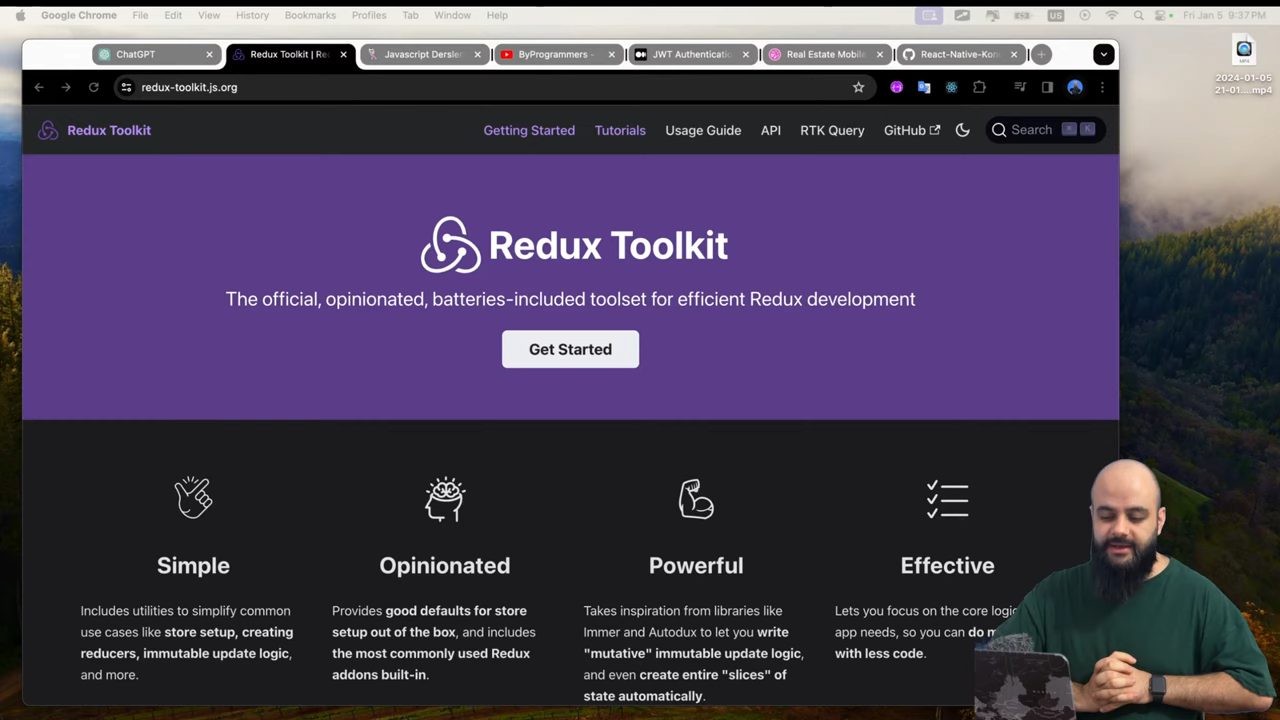 Google Chrome File Edit View History Bookmarks Profiles Tab Window Help US Fri Jan 5 9:37 PM
ChatGPT
Redux Toolkit | Re
Javascript Dersler
ByProgrammers -
JWT Authenticatio
Real Estate Mobile
React-Native-Kon
MP4
2024-01-05
21-01....mp4
redux-toolkit.js.org
Redux Toolkit
Getting Started Tutorials Usage Guide API RTK Query GitHub Search ⌘ K
Redux Toolkit
The official, opinionated, batteries-included toolset for efficient Redux development
Get Started
Simple
Includes utilities to simplify common
use cases like store setup, creating
reducers, immutable update logic,
and more.
Opinionated
Provides good defaults for store
setup out of the box, and includes
the most commonly used Redux
addons built-in.
Powerful
Takes inspiration from libraries like
Immer and Autodux to let you write
"mutative" immutable update logic,
and even create entire "slices" of
state automatically.
Effective
Lets you focus on the core logic
app needs, so you can do m
with less code.